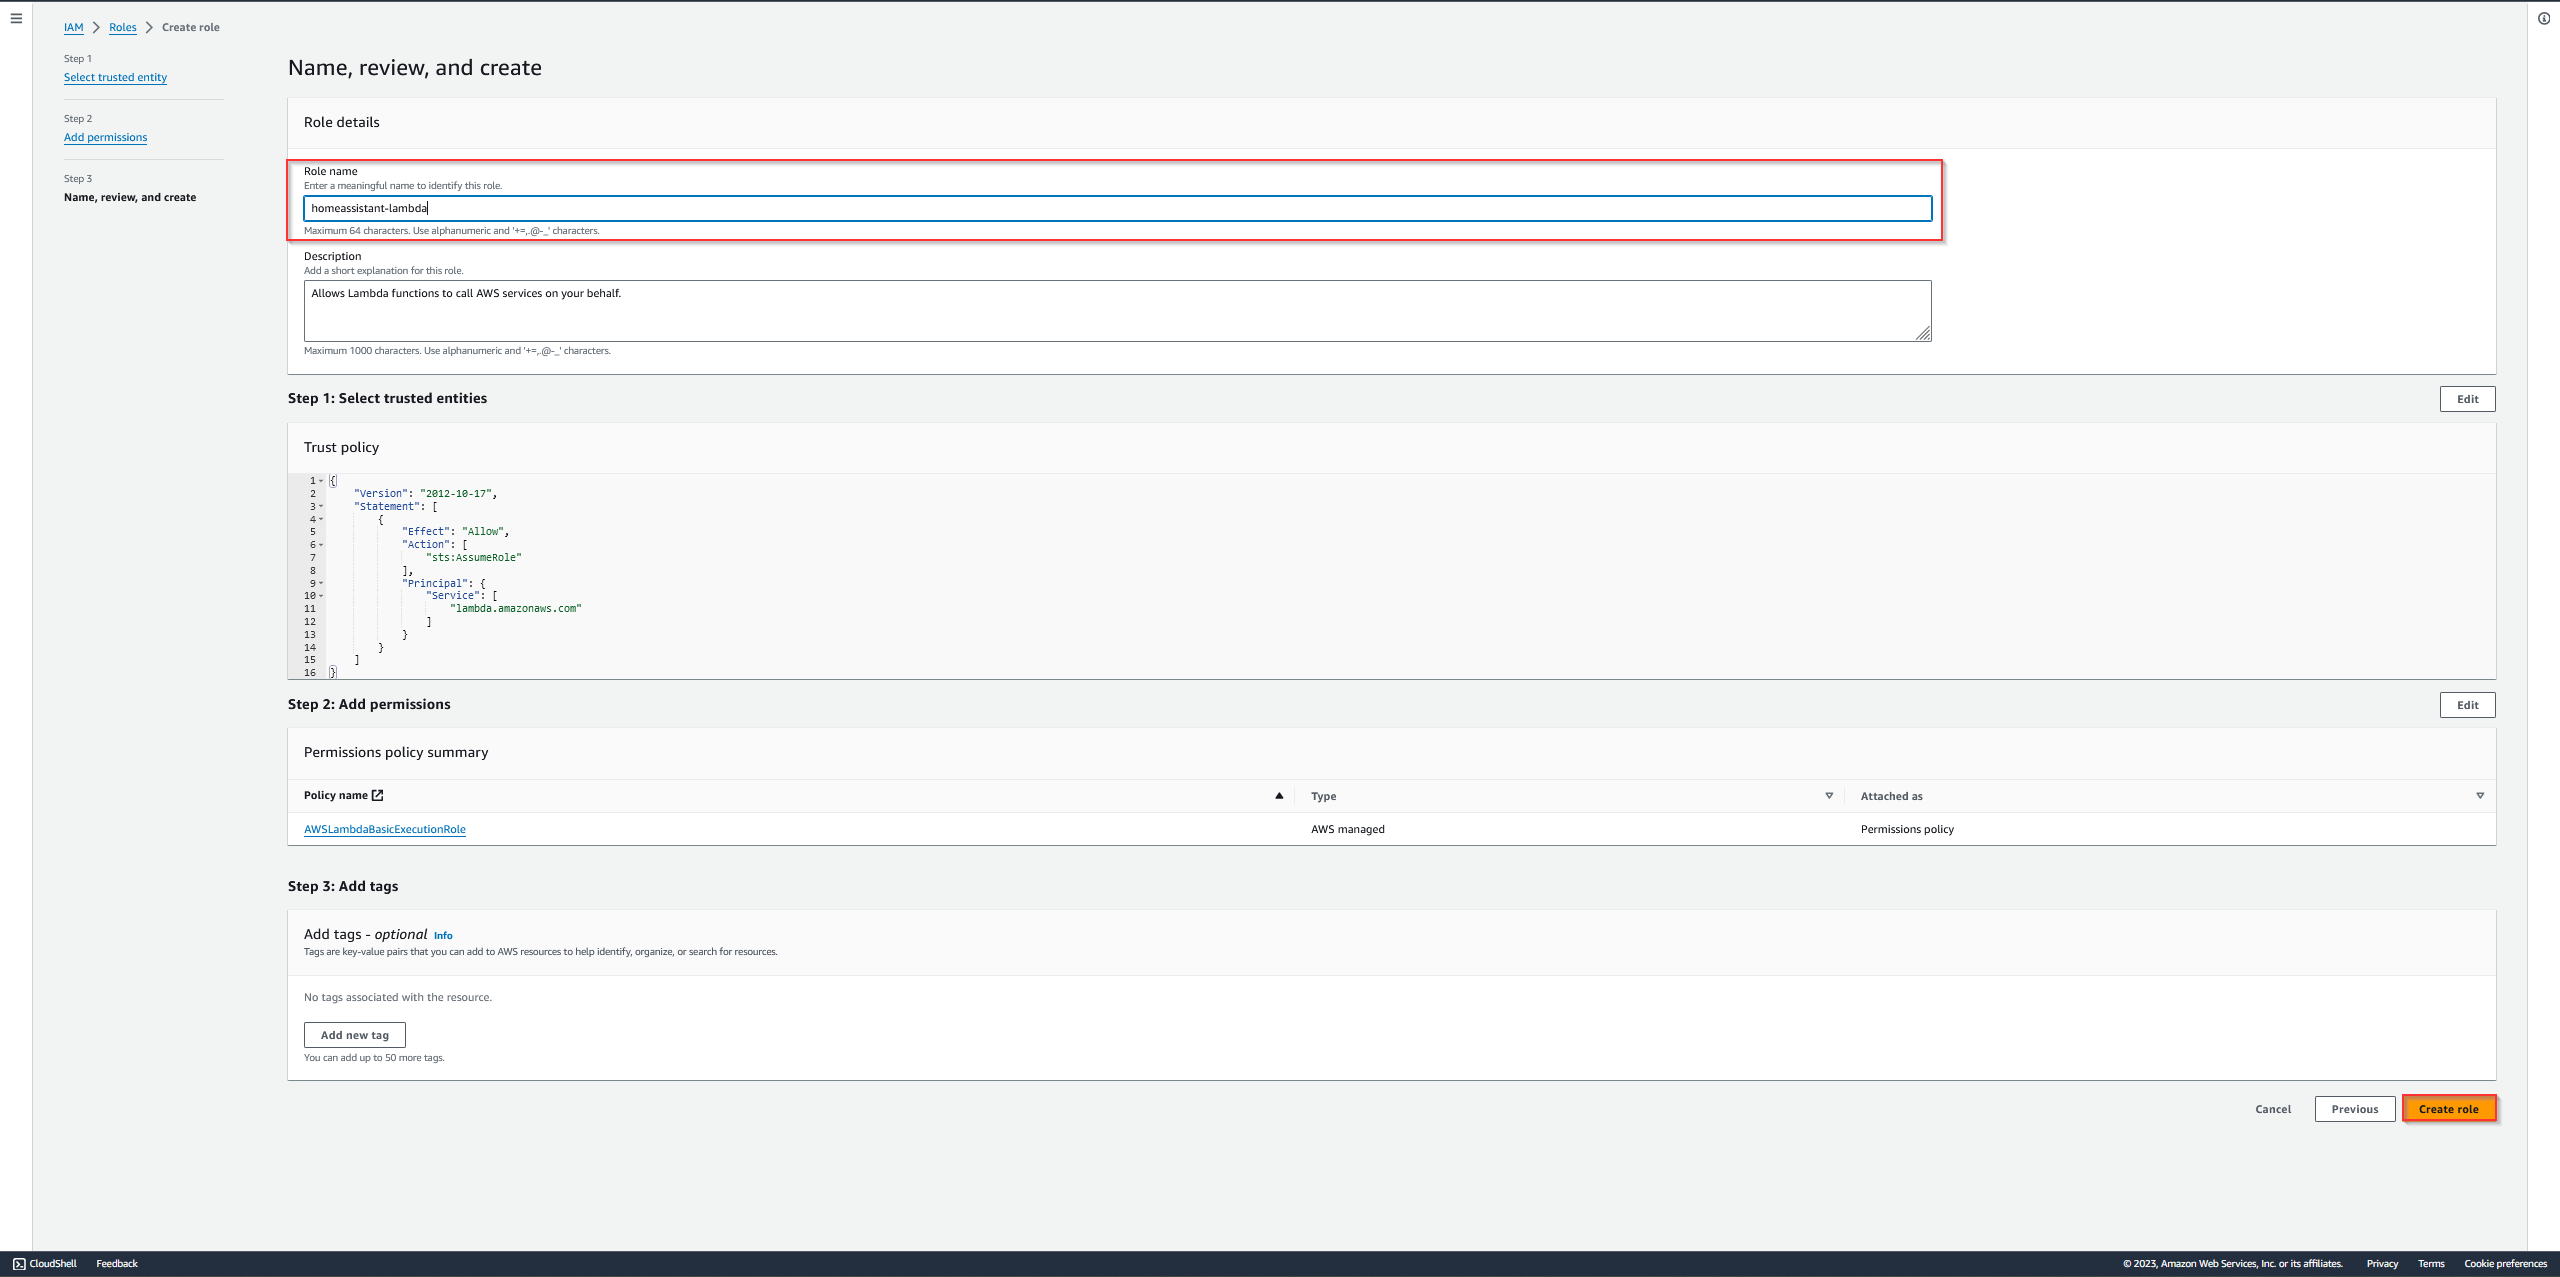 IAM > Roles > Create role
Step 1
Select trusted entity
Step 2
Add permissions
Step 3
Name, review, and create
Name, review, and create
Role details
Role name
Enter a meaningful name to identify this role.
homeassistant-lambda
Maximum 64 characters. Use alphanumeric and '+=,.@-_' characters.
Description
Add a short explanation for this role.
Allows Lambda functions to call AWS services on your behalf.
Maximum 1000 characters. Use alphanumeric and '+=,.@-_' characters.
Step 1: Select trusted entities
Edit
Trust policy
1 {
2     "Version": "2012-10-17",
3     "Statement": [
4         {
5             "Effect": "Allow",
6             "Action": [
7                 "sts:AssumeRole"
8             ],
9             "Principal": {
10                 "Service": [
11                     "lambda.amazonaws.com"
12                 ]
13             }
14         }
15     ]
16 }
Step 2: Add permissions
Edit
Permissions policy summary
Policy name Type Attached as
AWSLambdaBasicExecutionRole AWS managed Permissions policy
Step 3: Add tags
Add tags - optional Info
Tags are key-value pairs that you can add to AWS resources to help identify, organize, or search for resources.
No tags associated with the resource.
Add new tag
You can add up to 50 more tags.
Cancel Previous Create role
CloudShell Feedback © 2023, Amazon Web Services, Inc. or its affiliates. Privacy Terms Cookie preferences